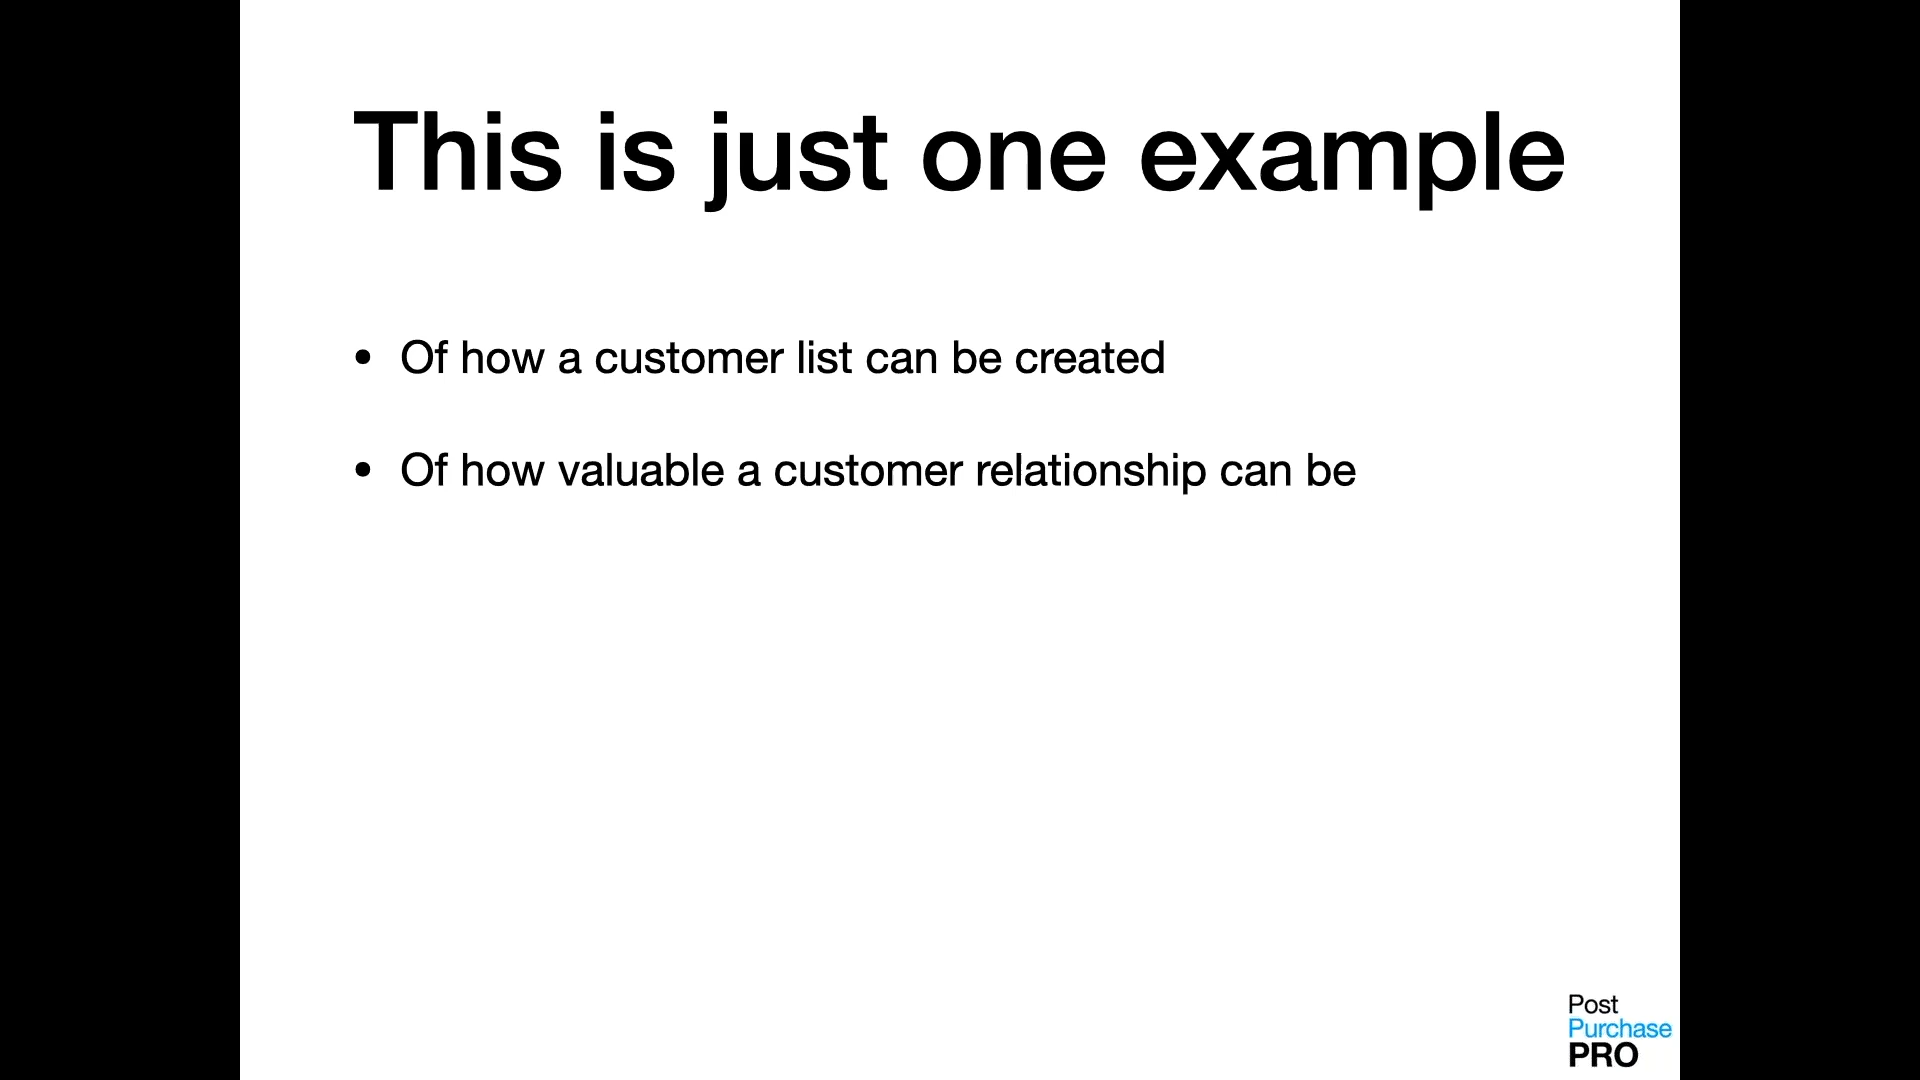 This is just one example
• Of how a customer list can be created
• Of how valuable a customer relationship can be
Post
Purchase
PRO